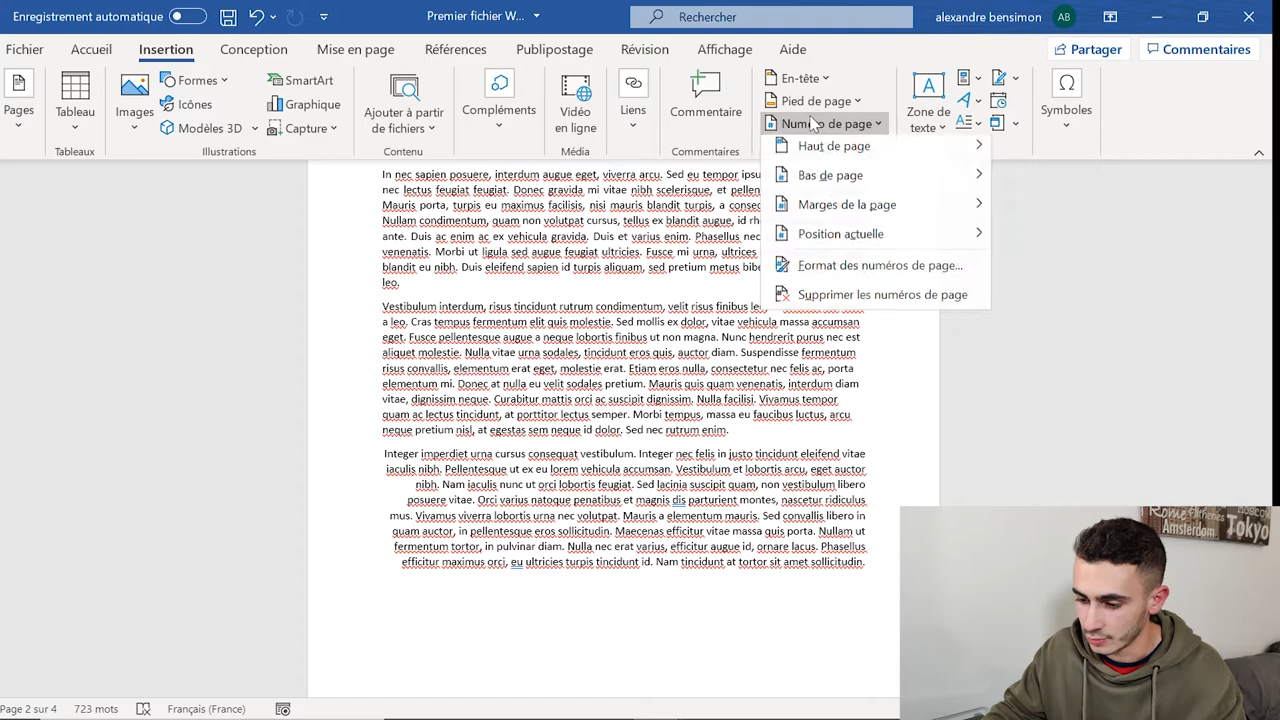 Enregistrement automatique
Premier fichier W...
Rechercher
alexandre bensimon
AB
Fichier
Accueil
Insertion
Conception
Mise en page
Références
Publipostage
Révision
Affichage
Aide
Partager
Commentaires
Pages
Tableau
Images
Formes
Icônes
Modèles 3D
SmartArt
Graphique
Capture
Ajouter à partir
de fichiers
Compléments
Vidéo
en ligne
Liens
Commentaire
En-tête
Pied de page
Numéro de page
Zone de
texte
Symboles
Tableaux
Illustrations
Contenu
Média
Commentaires
Haut de page
Bas de page
Marges de la page
Position actuelle
Format des numéros de page...
Supprimer les numéros de page
In nec sapien posuere, interdum augue eget, viverra arcu. Sed eu tempor
nec lectus feugiat feugiat. Donec gravida mi vitae nibh scelerisque, et
Mauris porta, turpis eu maximus facilisis, nisi mauris blandit turpis, a
Nullam condimentum, quam non volutpat cursus, tellus ex blandit augue, id
ante. Duis ac enim ac ex vehicula gravida. Duis et varius enim.
venenatis. Morbi ut ligula sed augue feugiat ultricies. Fusce mi urna,
blandit eu nibh. Duis eleifend sapien id turpis aliquam, sed pretium metus
leo.
Vestibulum interdum, risus tincidunt rutrum condimentum, velit risus finibus
a leo. Cras tempus fermentum elit quis molestie. Sed mollis ex dolor, vitae vehicula massa accumsan
eget. Fusce pellentesque augue a neque lobortis finibus ut non magna. Nunc hendrerit purus nec est
aliquet molestie. Nulla vitae urna sodales, tincidunt eros quis, auctor diam. Suspendisse fermentum
risus convallis, elementum erat eget, molestie erat. Etiam eros nulla, consectetur nec felis ac, porta
elementum mi. Donec at nulla eu velit sodales pretium. Mauris quis quam venenatis, interdum diam
vitae, dignissim neque. Curabitur mattis orci ac suscipit dignissim. Nulla facilisi. Vivamus tempor
quam ac lectus tincidunt, at porttitor lectus semper. Morbi tempus, massa eu faucibus luctus, arcu
neque pretium nisl, at egestas sem neque id dolor. Sed nec rutrum enim.
Integer imperdiet urna cursus consequat vestibulum. Integer nec felis in justo tincidunt eleifend vitae
iaculis nibh. Pellentesque ut ex eu lorem vehicula accumsan. Vestibulum et lobortis arcu, eget auctor
nibh. Nam iaculis nunc ut orci lobortis feugiat. Sed lacinia suscipit quam, non vestibulum libero
posuere vitae. Orci varius natoque penatibus et magnis dis parturient montes, nascetur ridiculus
mus. Vivamus viverra lobortis urna nec volutpat. Mauris a elementum mauris. Sed convallis libero in
quam auctor, in pellentesque eros sollicitudin. Maecenas efficitur vitae massa quis porta. Nullam ut
fermentum tortor, in pulvinar diam. Nulla nec erat varius, efficitur augue id, ornare lacus. Phasellus
efficitur maximus orci, eu ultricies turpis tincidunt id. Nam tincidunt at tortor sit amet sollicitudin.
Amsterdam
Tokyo
Page 2 sur 4
723 mots
Français (France)